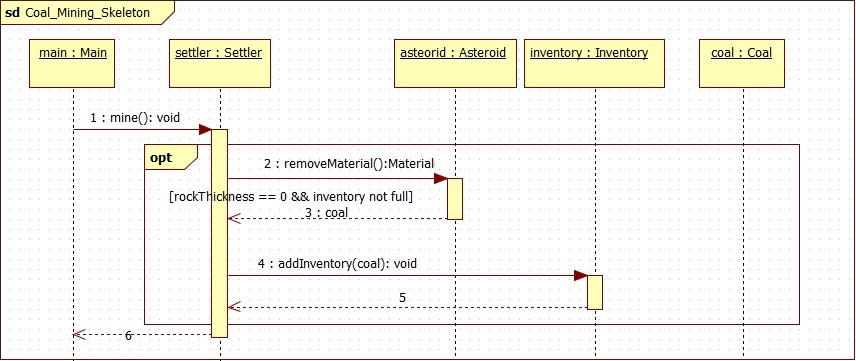 sd Coal_Mining_Skeleton
main : Main
settler : Settler
asteorid : Asteroid
inventory : Inventory
coal : Coal
1 : mine(): void
opt
2 : removeMaterial():Material
[rockThickness == 0 && inventory not full]
3 : coal
4 : addInventory(coal): void
5
6